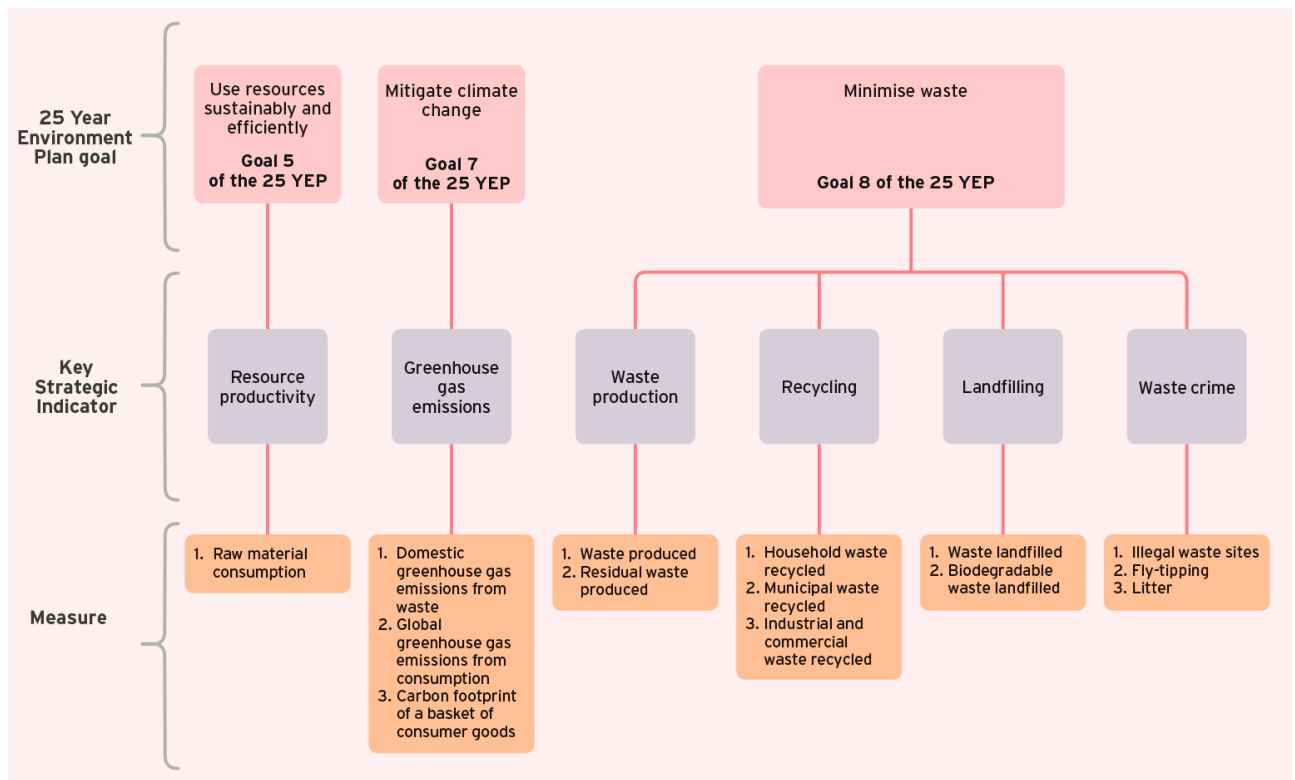 25 Year
Environment
Plan goal
Use resources
sustainably and
efficiently
Goal 5
of the 25 YEP
Mitigate climate
change
Goal 7
of the 25 YEP
Minimise waste
Goal 8 of the 25 YEP
Key
Strategic
Indicator
Resource
productivity
Greenhouse
gas
emissions
Waste
production
Recycling
Landfilling
Waste crime
Measure
1. Raw material
consumption
1. Domestic
greenhouse gas
emissions from
waste
2. Global
greenhouse gas
emissions from
consumption
3. Carbon footprint
of a basket of
consumer goods
1. Waste produced
2. Residual waste
produced
1. Household waste
recycled
2. Municipal waste
recycled
3. Industrial and
commercial
waste recycled
1. Waste landfilled
2. Biodegradable
waste landfilled
1. Illegal waste sites
2. Fly-tipping
3. Litter